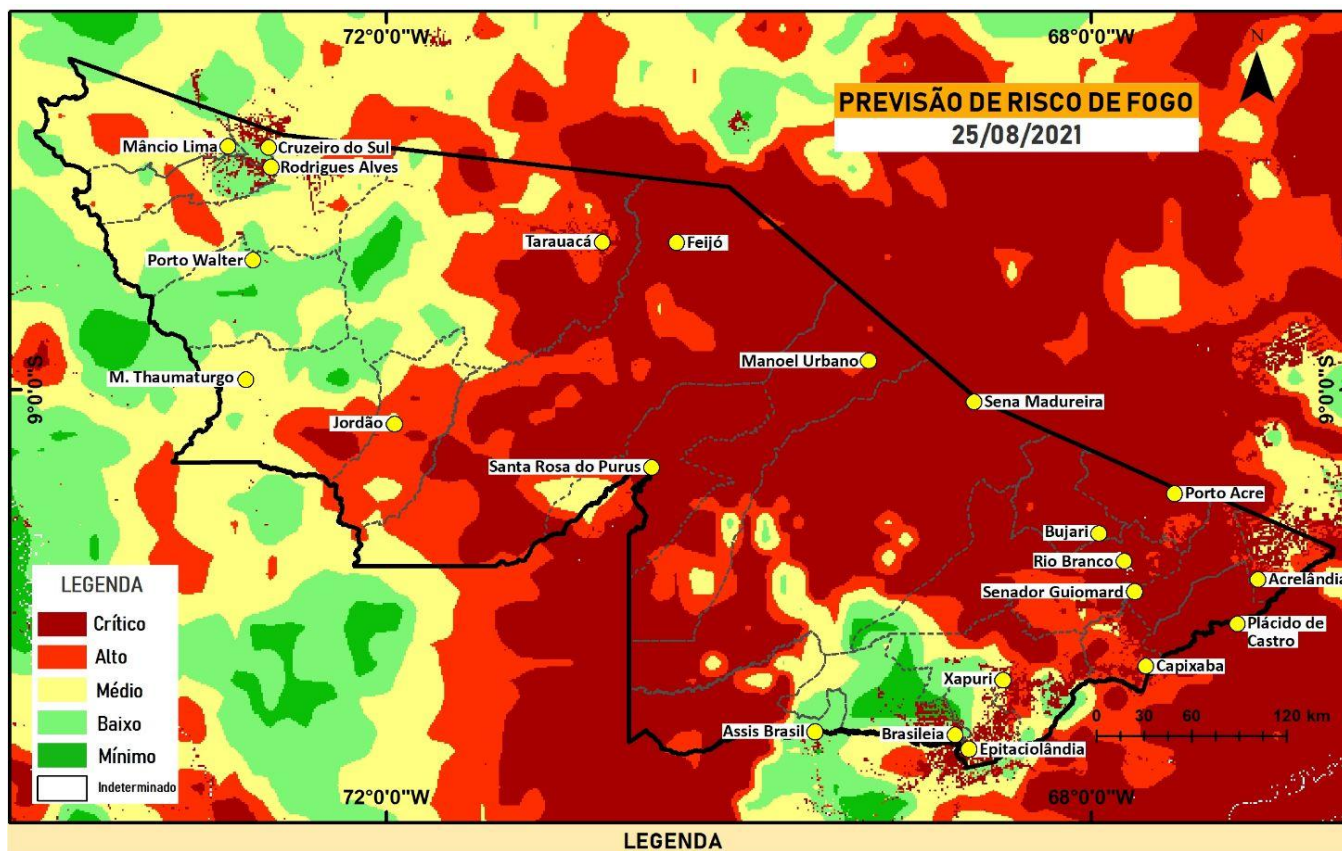 72°0'0"W
68°0'0"W
N
PREVISÃO DE RISCO DE FOGO
25/08/2021
Mâncio Lima
Cruzeiro do Sul
Rodrigues Alves
Tarauacá
Feijó
Porto Walter
Manoel Urbano
9°0'0"S
9°0'0"S
M. Thaumaturgo
Sena Madureira
Jordão
Santa Rosa do Purus
Porto Acre
Bujari
Rio Branco
Acrelândia
Senador Guiomard
Plácido de
Castro
Capixaba
Xapuri
0 30 60 120 km
Assis Brasil
Brasileia
Epitaciolândia
LEGENDA
Crítico
Alto
Médio
Baixo
Mínimo
Indeterminado
72°0'0"W
68°0'0"W
LEGENDA